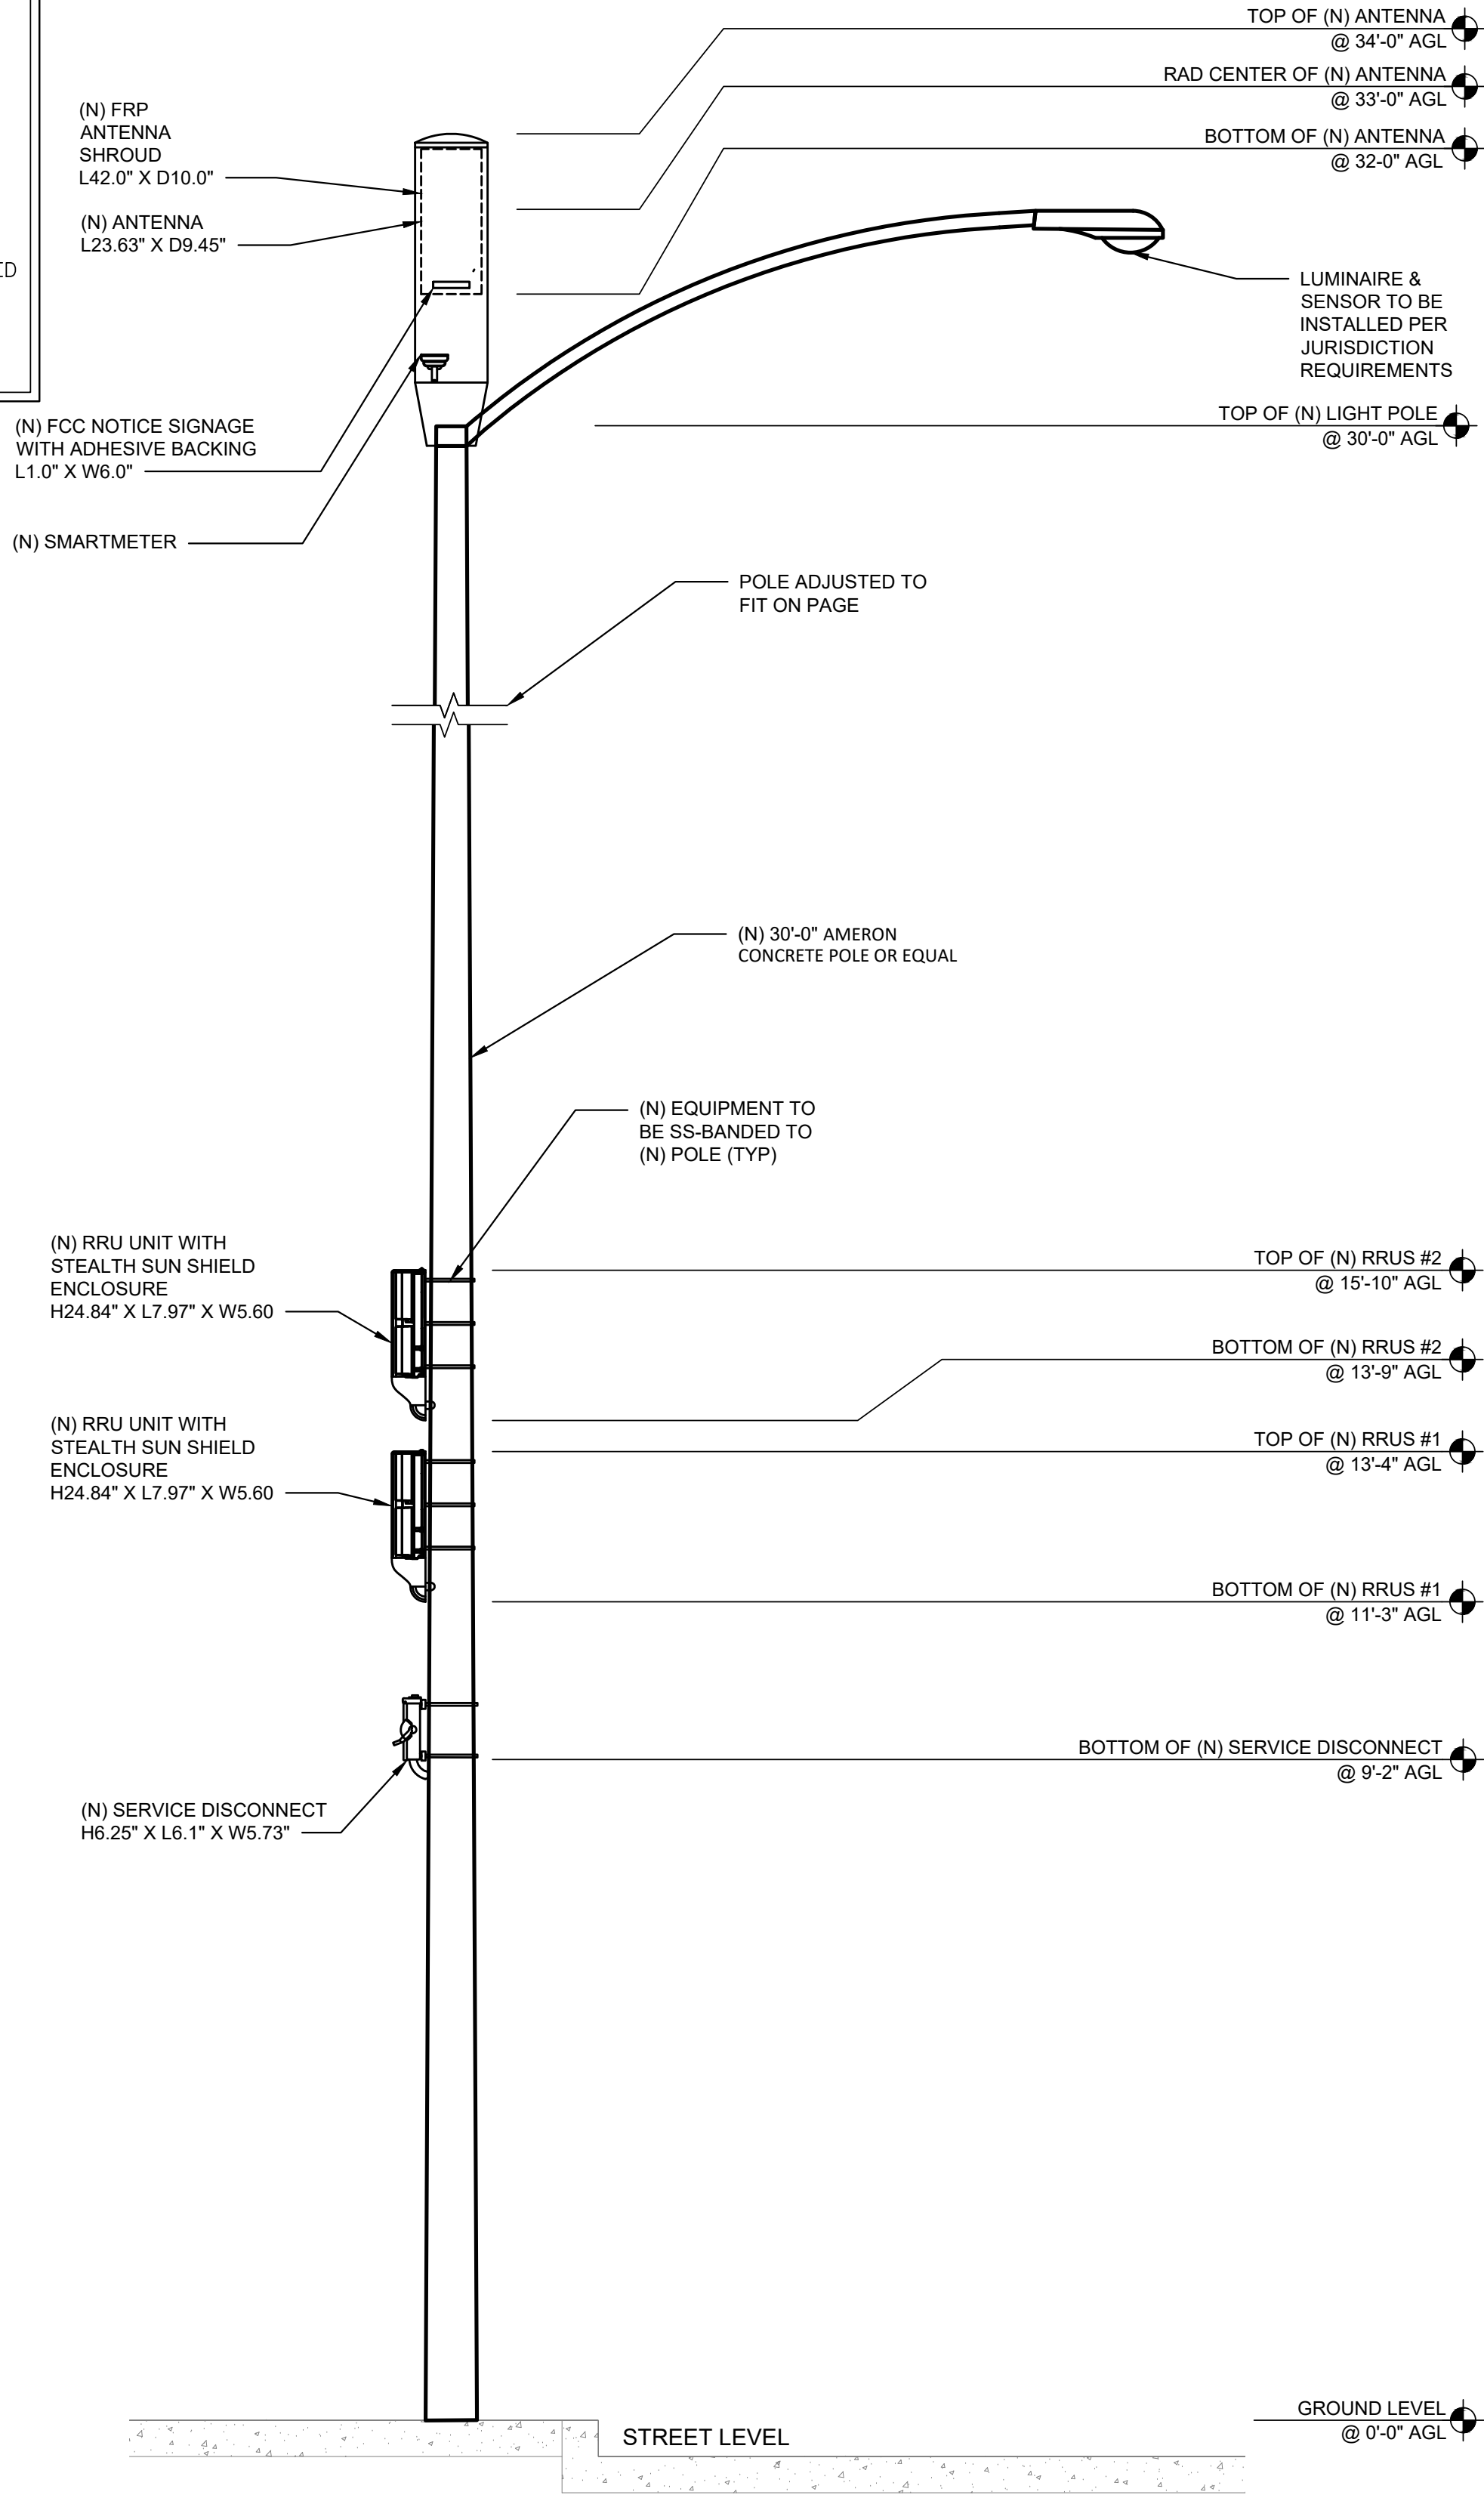 TOP OF (N) ANTENNA
@ 34'-0" AGL
RAD CENTER OF (N) ANTENNA
@ 33'-0" AGL
BOTTOM OF (N) ANTENNA
@ 32-0" AGL
(N) FRP
ANTENNA
SHROUD
L42.0" X D10.0"
(N) ANTENNA
L23.63" X D9.45"
LUMINAIRE &
SENSOR TO BE
INSTALLED PER
JURISDICTION
REQUIREMENTS
(N) FCC NOTICE SIGNAGE
WITH ADHESIVE BACKING
L1.0" X W6.0"
TOP OF (N) LIGHT POLE
@ 30'-0" AGL
(N) SMARTMETER
POLE ADJUSTED TO
FIT ON PAGE
(N) 30'-0" AMERON
CONCRETE POLE OR EQUAL
(N) EQUIPMENT TO
BE SS-BANDED TO
(N) POLE (TYP)
(N) RRU UNIT WITH
STEALTH SUN SHIELD
ENCLOSURE
H24.84" X L7.97" X W5.60
TOP OF (N) RRUS #2
@ 15'-10" AGL
BOTTOM OF (N) RRUS #2
@ 13'-9" AGL
(N) RRU UNIT WITH
STEALTH SUN SHIELD
ENCLOSURE
H24.84" X L7.97" X W5.60
TOP OF (N) RRUS #1
@ 13'-4" AGL
BOTTOM OF (N) RRUS #1
@ 11'-3" AGL
BOTTOM OF (N) SERVICE DISCONNECT
@ 9'-2" AGL
(N) SERVICE DISCONNECT
H6.25" X L6.1" X W5.73"
STREET LEVEL
GROUND LEVEL
@ 0'-0" AGL